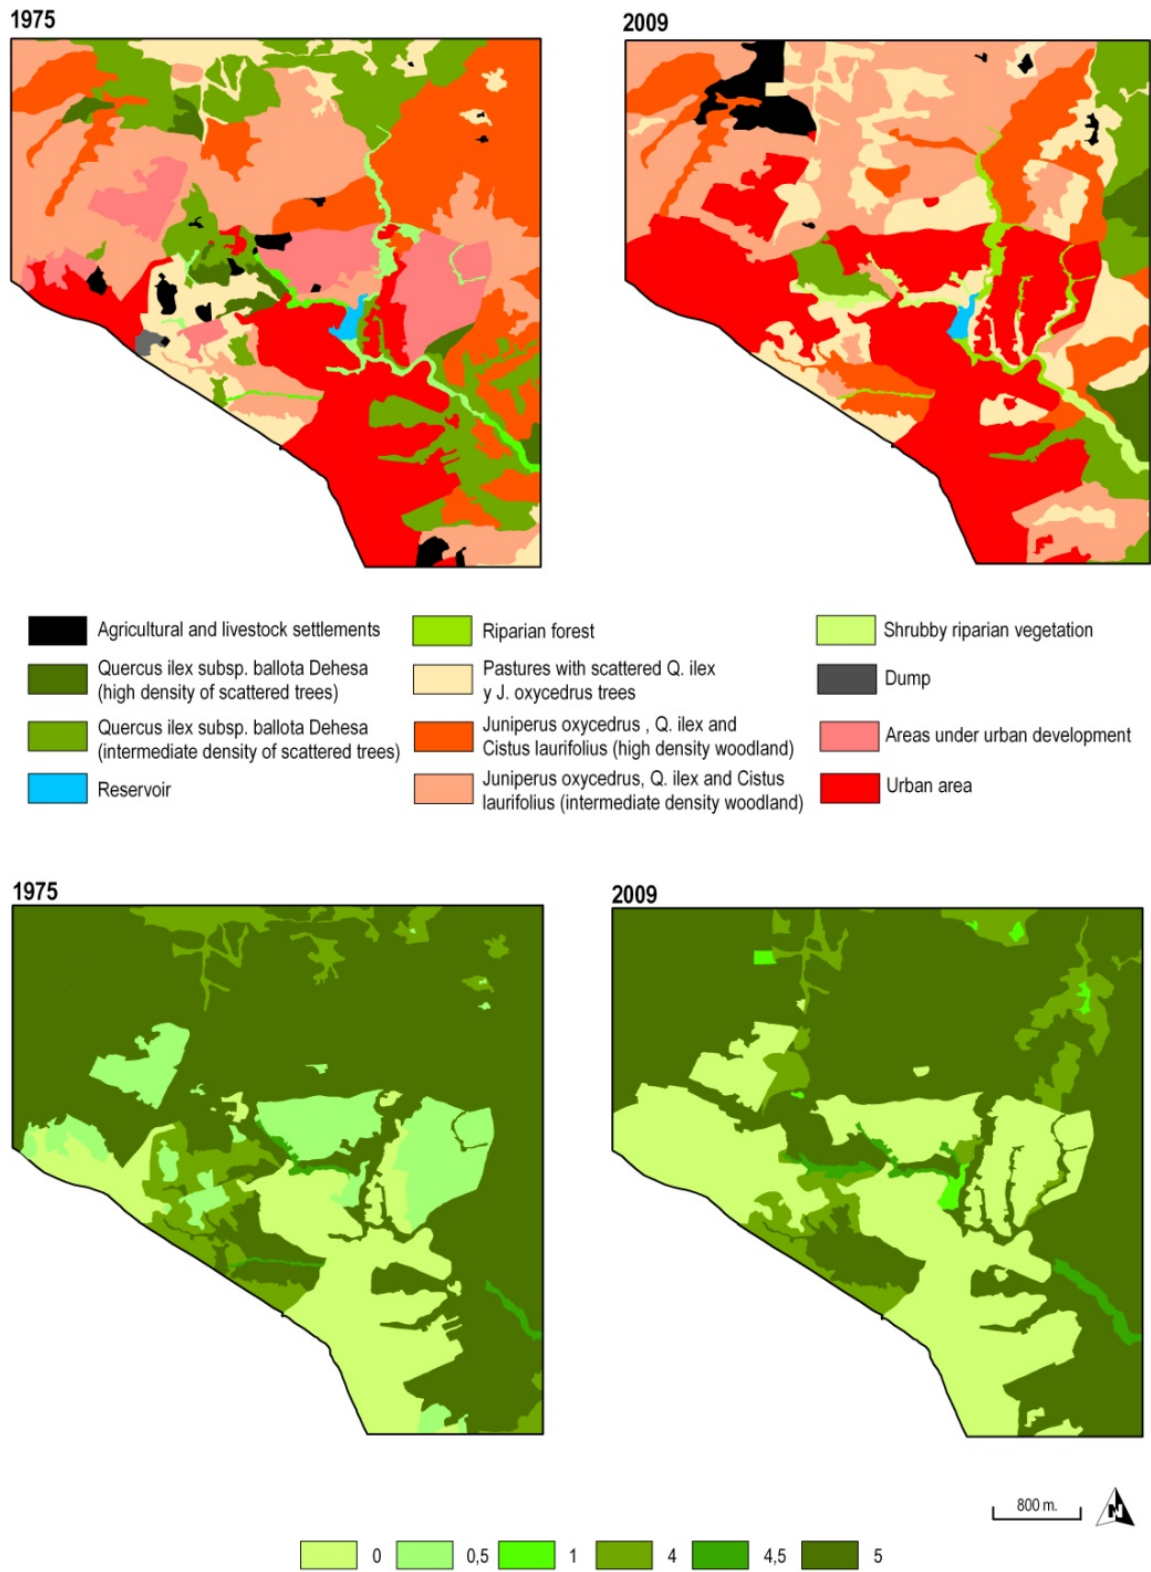 1975
2009
Agricultural and livestock settlements
Quercus ilex subsp. ballota Dehesa
(high density of scattered trees)
Quercus ilex subsp. ballota Dehesa
(intermediate density of scattered trees)
Reservoir
Riparian forest
Pastures with scattered Q. ilex
y J. oxycedrus trees
Juniperus oxycedrus , Q. ilex and
Cistus laurifolius (high density woodland)
Juniperus oxycedrus, Q. ilex and Cistus
laurifolius (intermediate density woodland)
Shrubby riparian vegetation
Dump
Areas under urban development
Urban area
1975
2009
800 m.
N
0
0,5
1
4
4,5
5